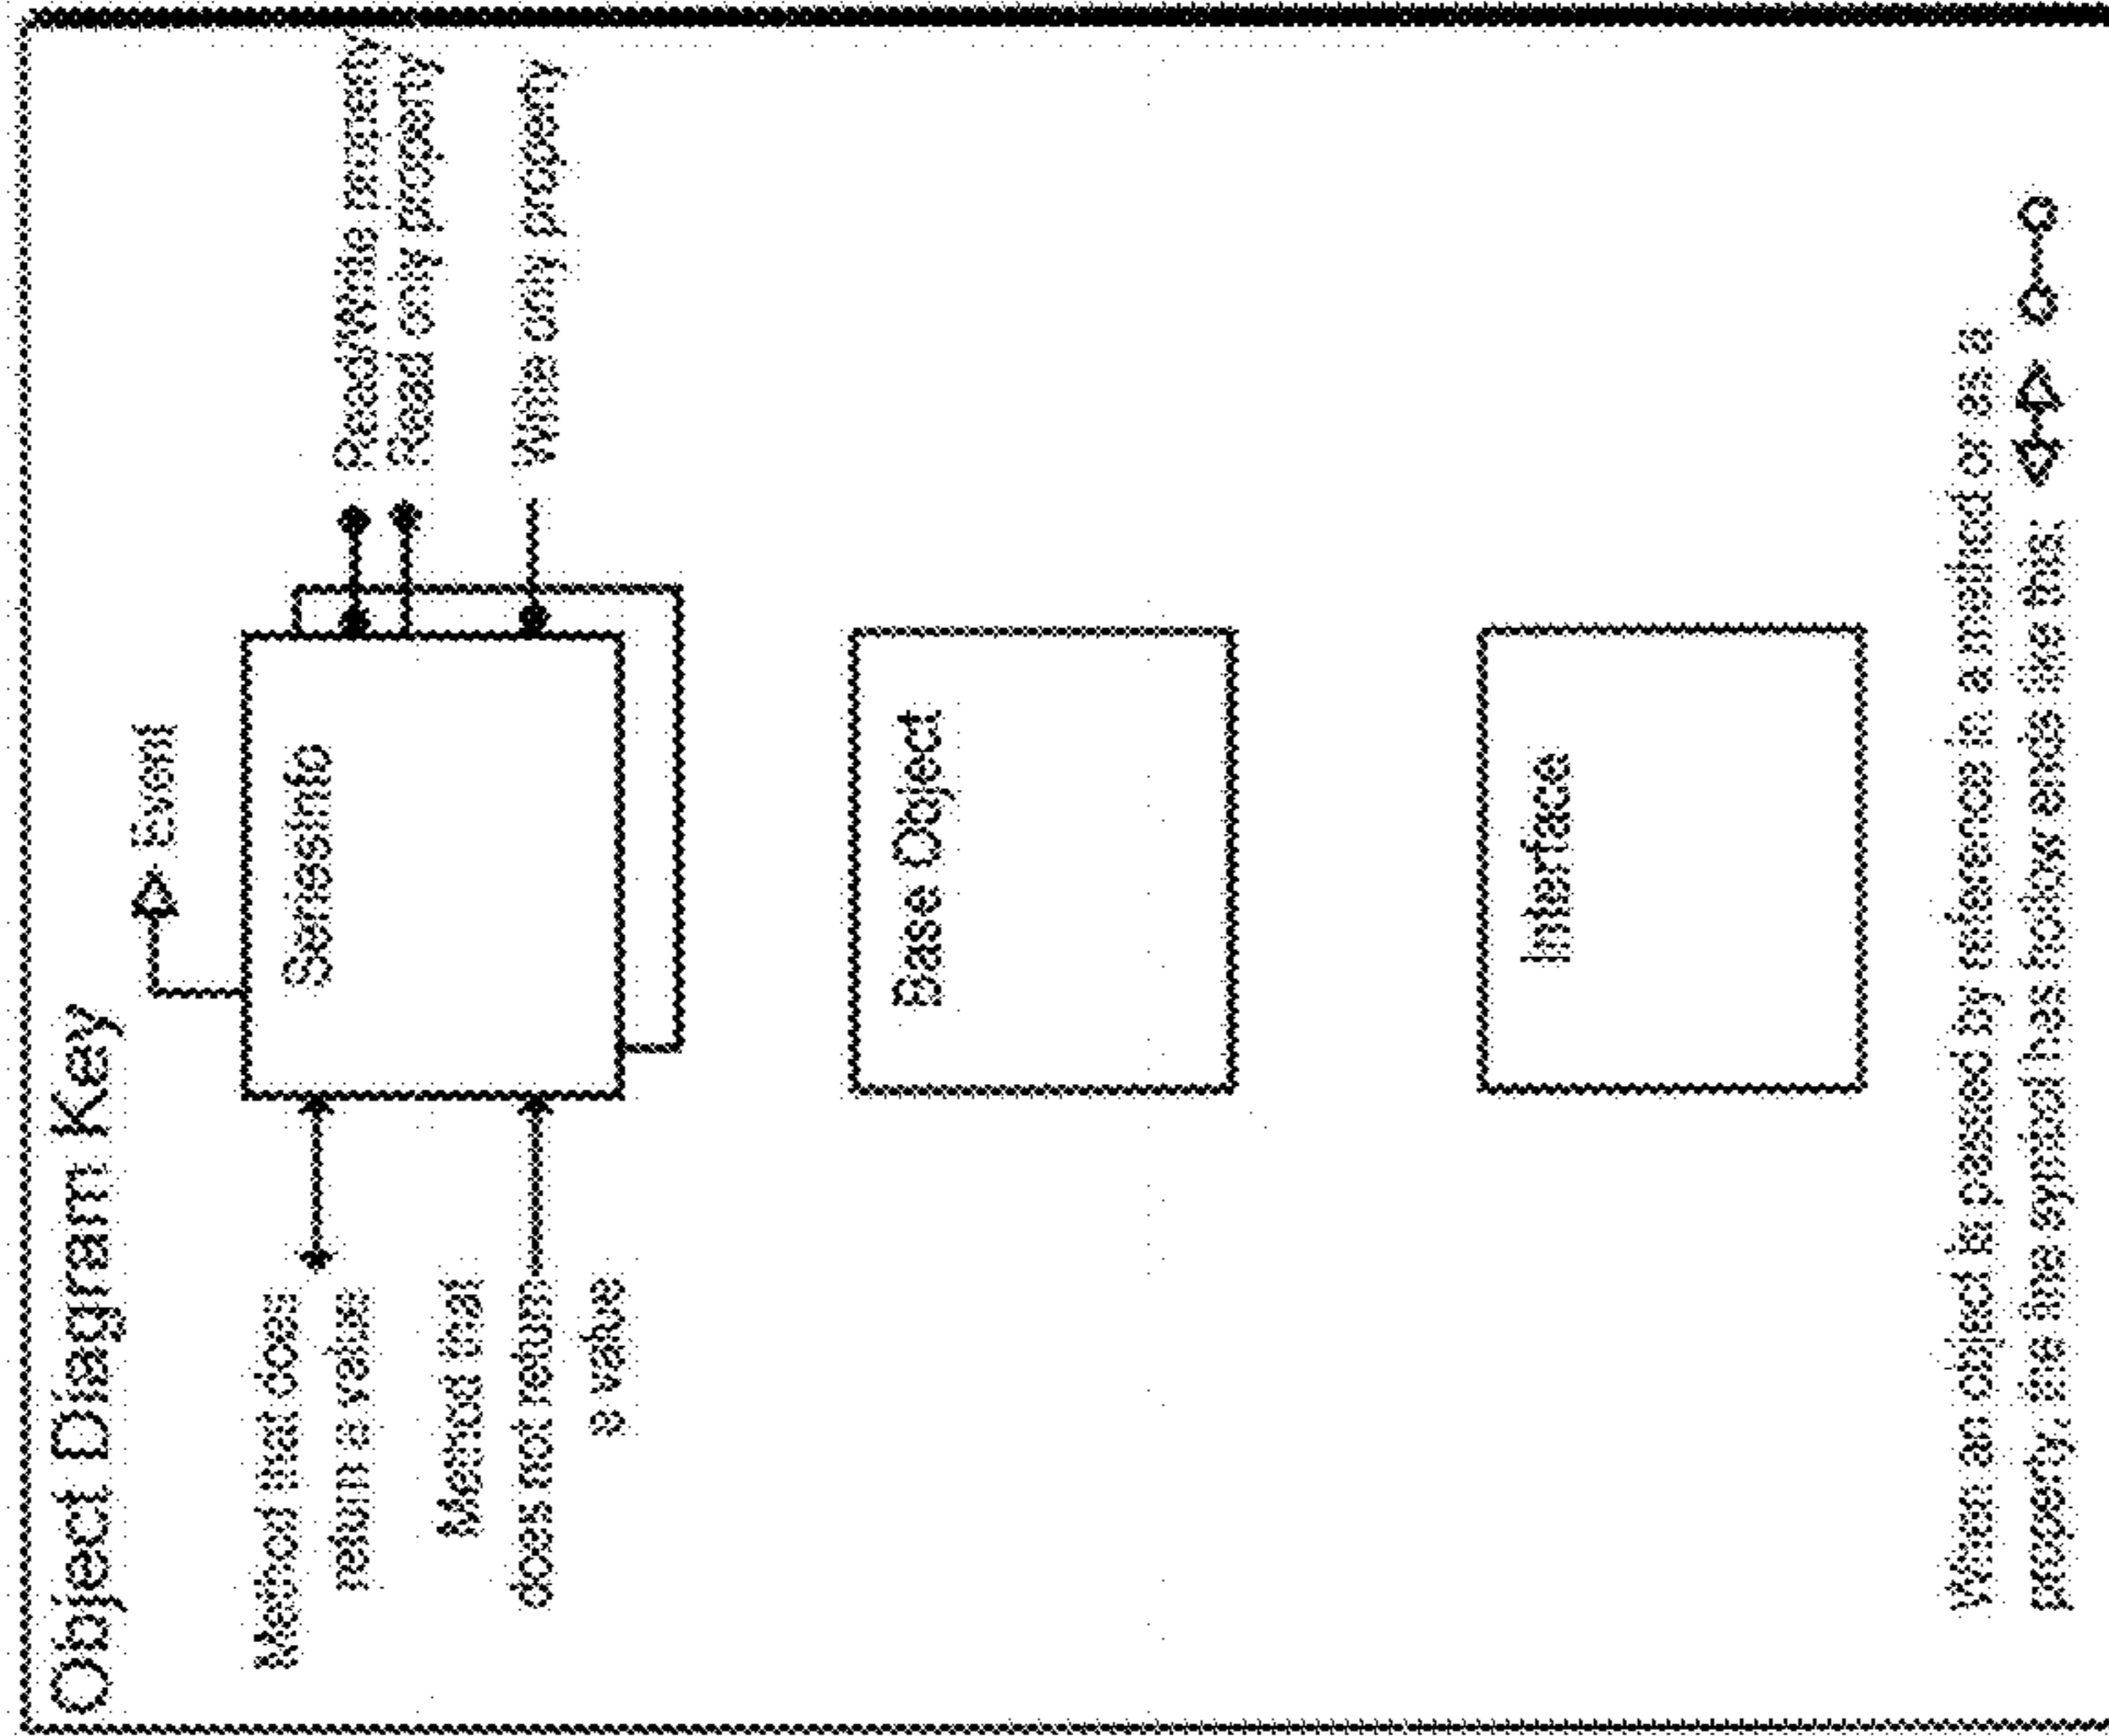 Object Diagram Key
Event
Method that does
return a value
SeriesInfo
Read/Write property
Read only property
Method that
does not return
a value
Write only property
Base Object
Interface
When an object is passed by reference in a method or as a
property, the line symbol has hollow ends like this: